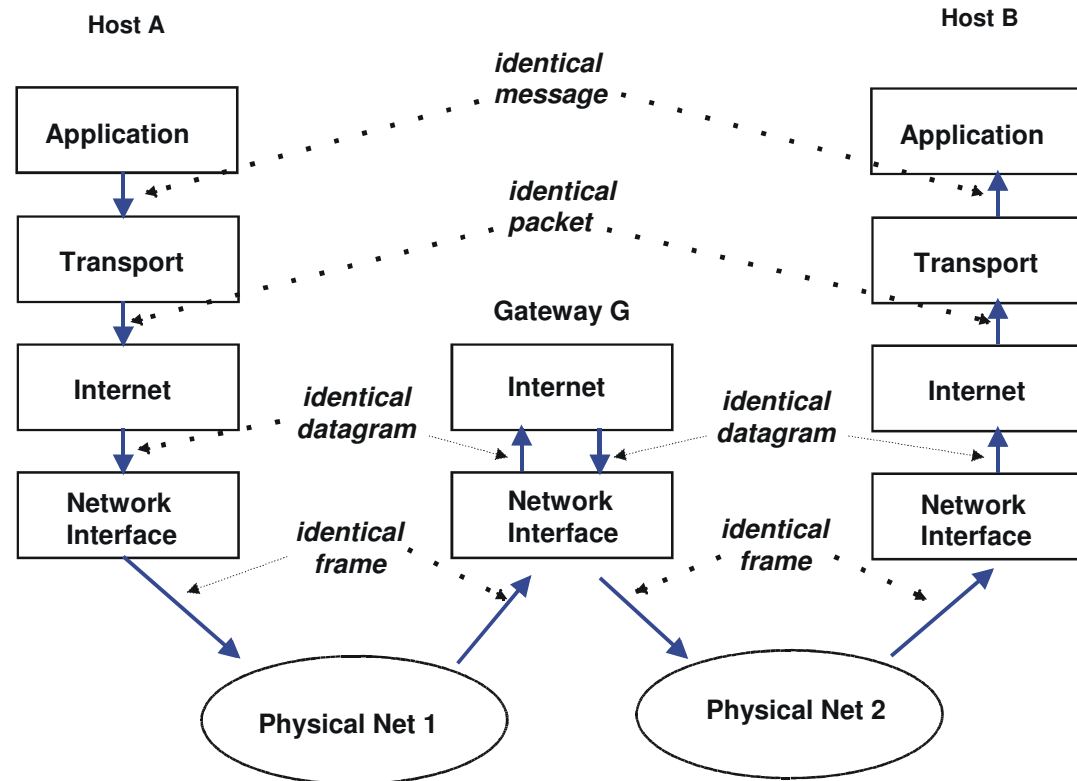 Host A
Host B
identical
message
Application
Application
identical
packet
Transport
Transport
Gateway G
Internet
Internet
Internet
identical
datagram
identical
datagram
Network
Interface
Network
Interface
Network
Interface
identical
frame
identical
frame
Physical Net 1
Physical Net 2